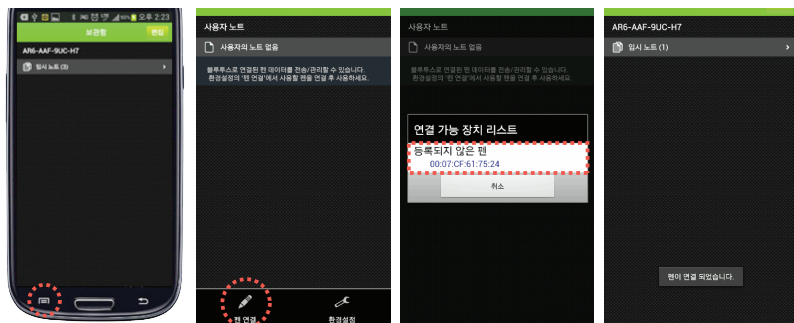 오후 2:23
보관함
편집
AR6-AAF-9UC-H7
임시 노트 (3)
사용자 노트
사용자의 노트 없음
블루투스로 연결된 펜 데이터를 전송/관리할 수 있습니다.
환경설정의 '펜 연결'에서 사용할 펜을 연결 후 사용하세요.
펜 연결
환경설정
사용자 노트
사용자의 노트 없음
블루투스로 연결된 펜 데이터를 전송/관리할 수 있습니다.
환경설정의 '펜 연결'에서 사용할 펜을 연결 후 사용하세요.
연결 가능 장치 리스트
등록되지 않은 펜
00:07:CF:61:75:24
취소
AR6-AAF-9UC-H7
임시 노트 (1)
펜이 연결 되었습니다.